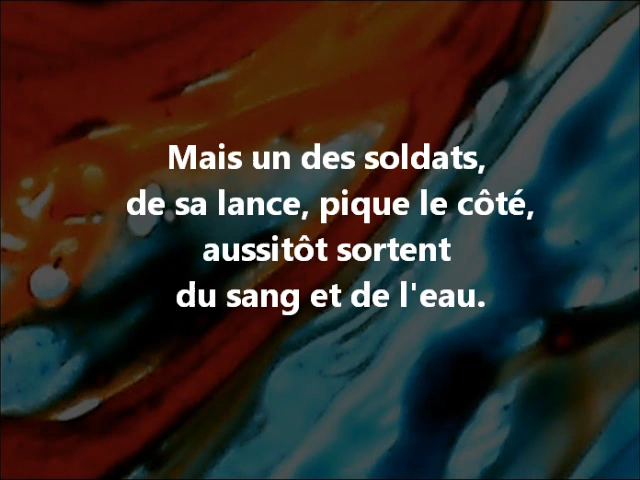 Mais un des soldats,
de sa lance, pique le côté,
aussitôt sortent
du sang et de l'eau.